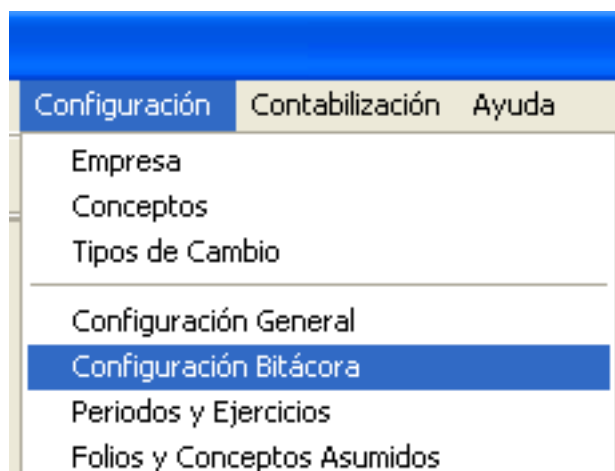 Configuración Contabilización Ayuda
Empresa
Conceptos
Tipos de Cambio
Configuración General
Configuración Bitácora
Periodos y Ejercicios
Folios y Conceptos Asumidos